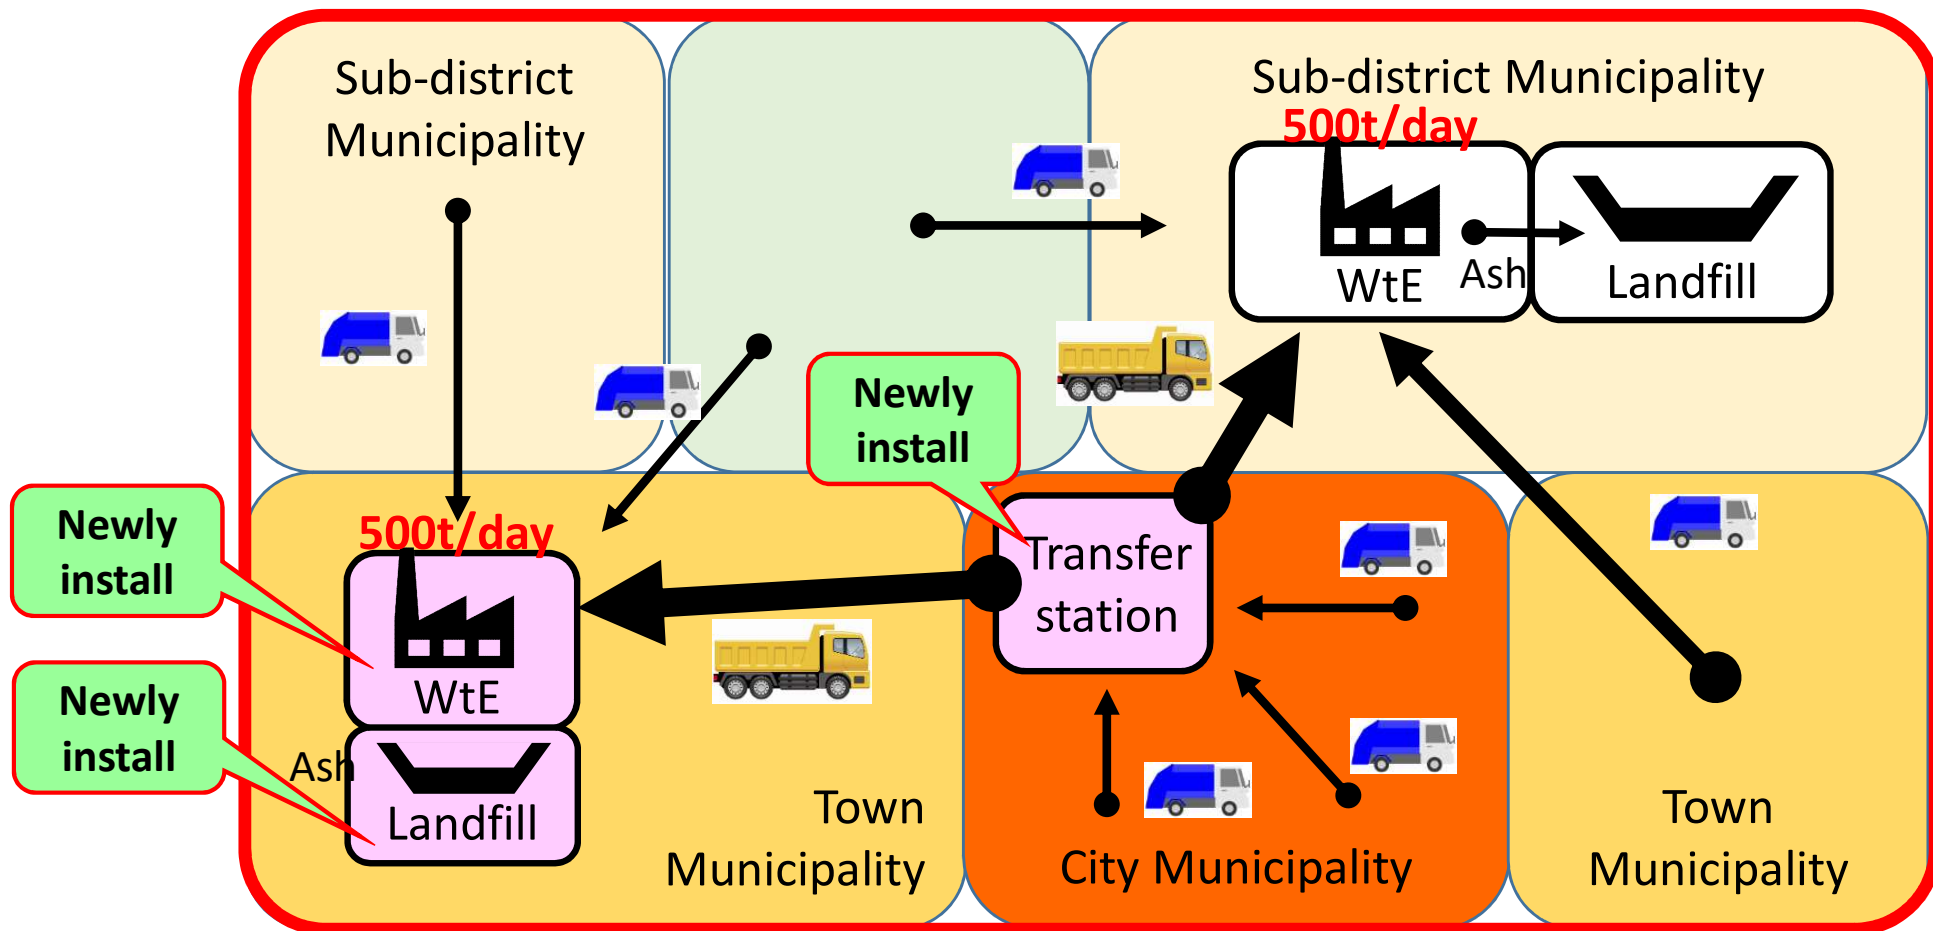 Sub-district
Municipality
Sub-district Municipality
500t/day
WtE
Ash
Landfill
Newly
install
Newly
install
500t/day
WtE
Transfer
station
Newly
install
Ash
Landfill
Town
Municipality
City Municipality
Town
Municipality